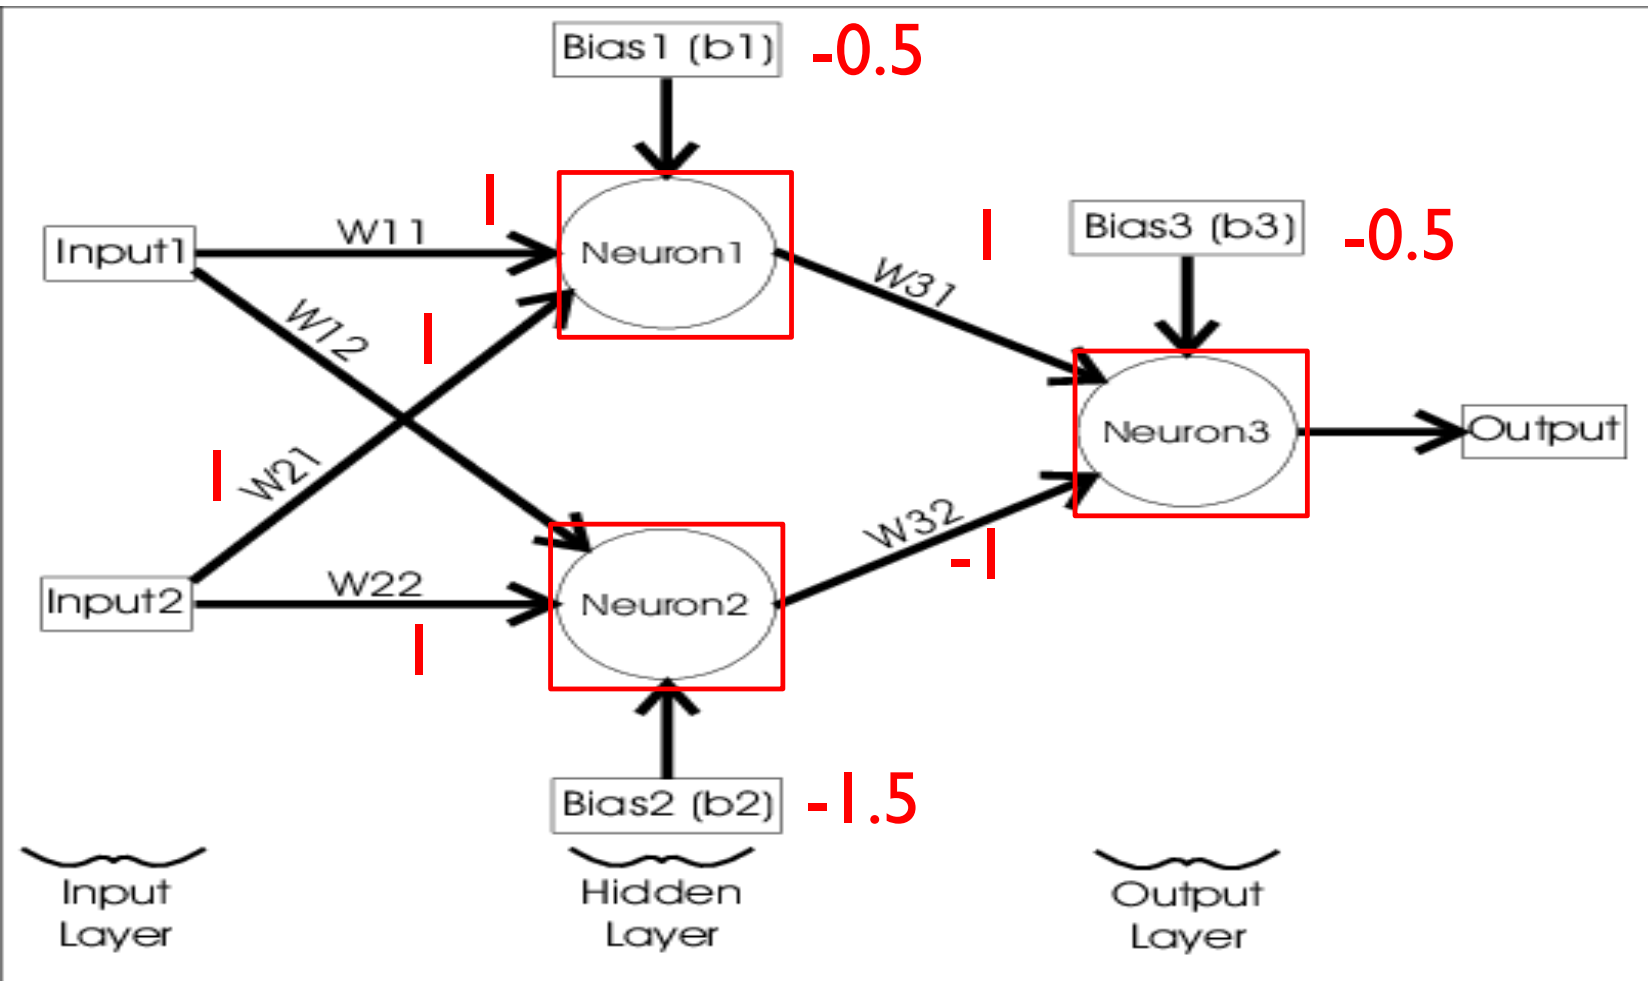 Bias1 (b1) -0.5
1
W11
Input1
Neuron1
1
W31
Bias3 (b3) -0.5
W12
1
Neuron3
Output
1
W21
W32
-1
Input2
W22
Neuron2
1
Bias2 (b2) -1.5
Input
Layer
Hidden
Layer
Output
Layer